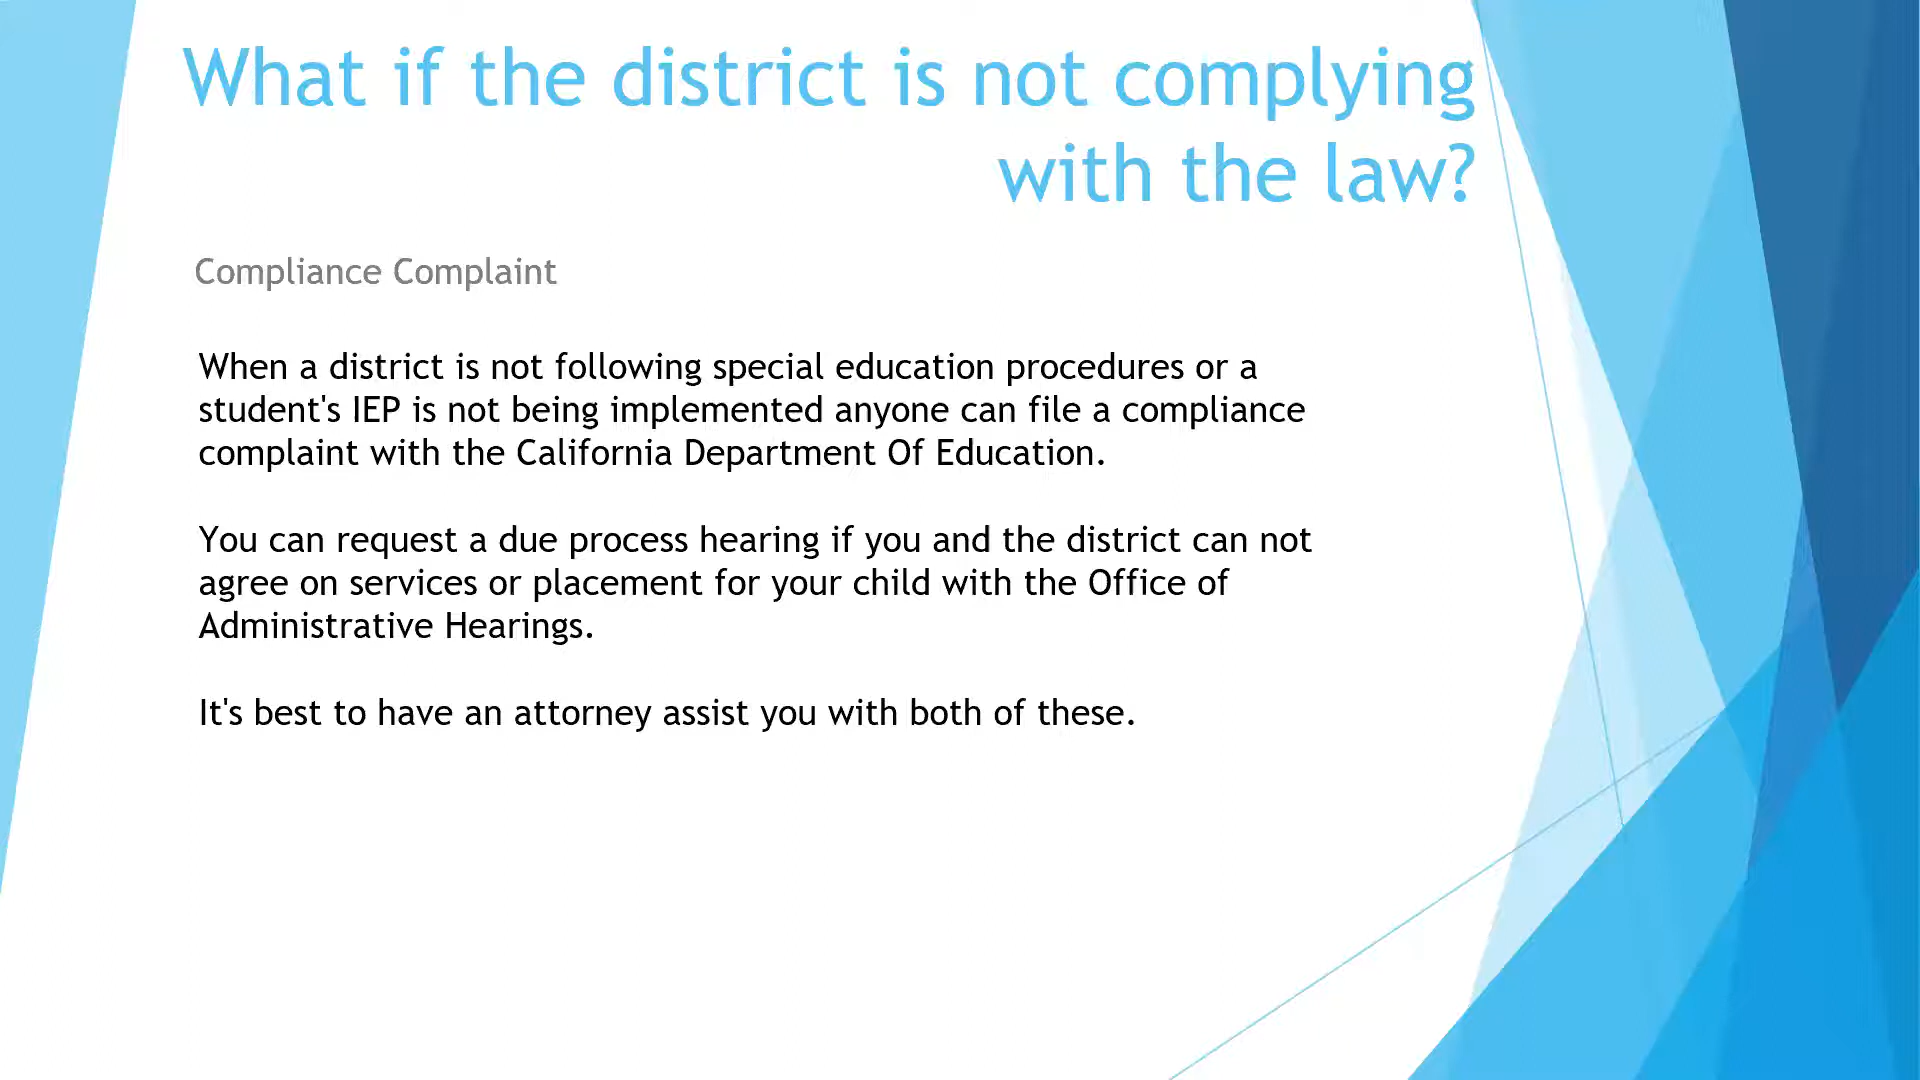 What if the district is not complying
with the law?
Compliance Complaint
When a district is not following special education procedures or a
student's IEP is not being implemented anyone can file a compliance
complaint with the California Department Of Education.
You can request a due process hearing if you and the district can not
agree on services or placement for your child with the Office of
Administrative Hearings.
It's best to have an attorney assist you with both of these.